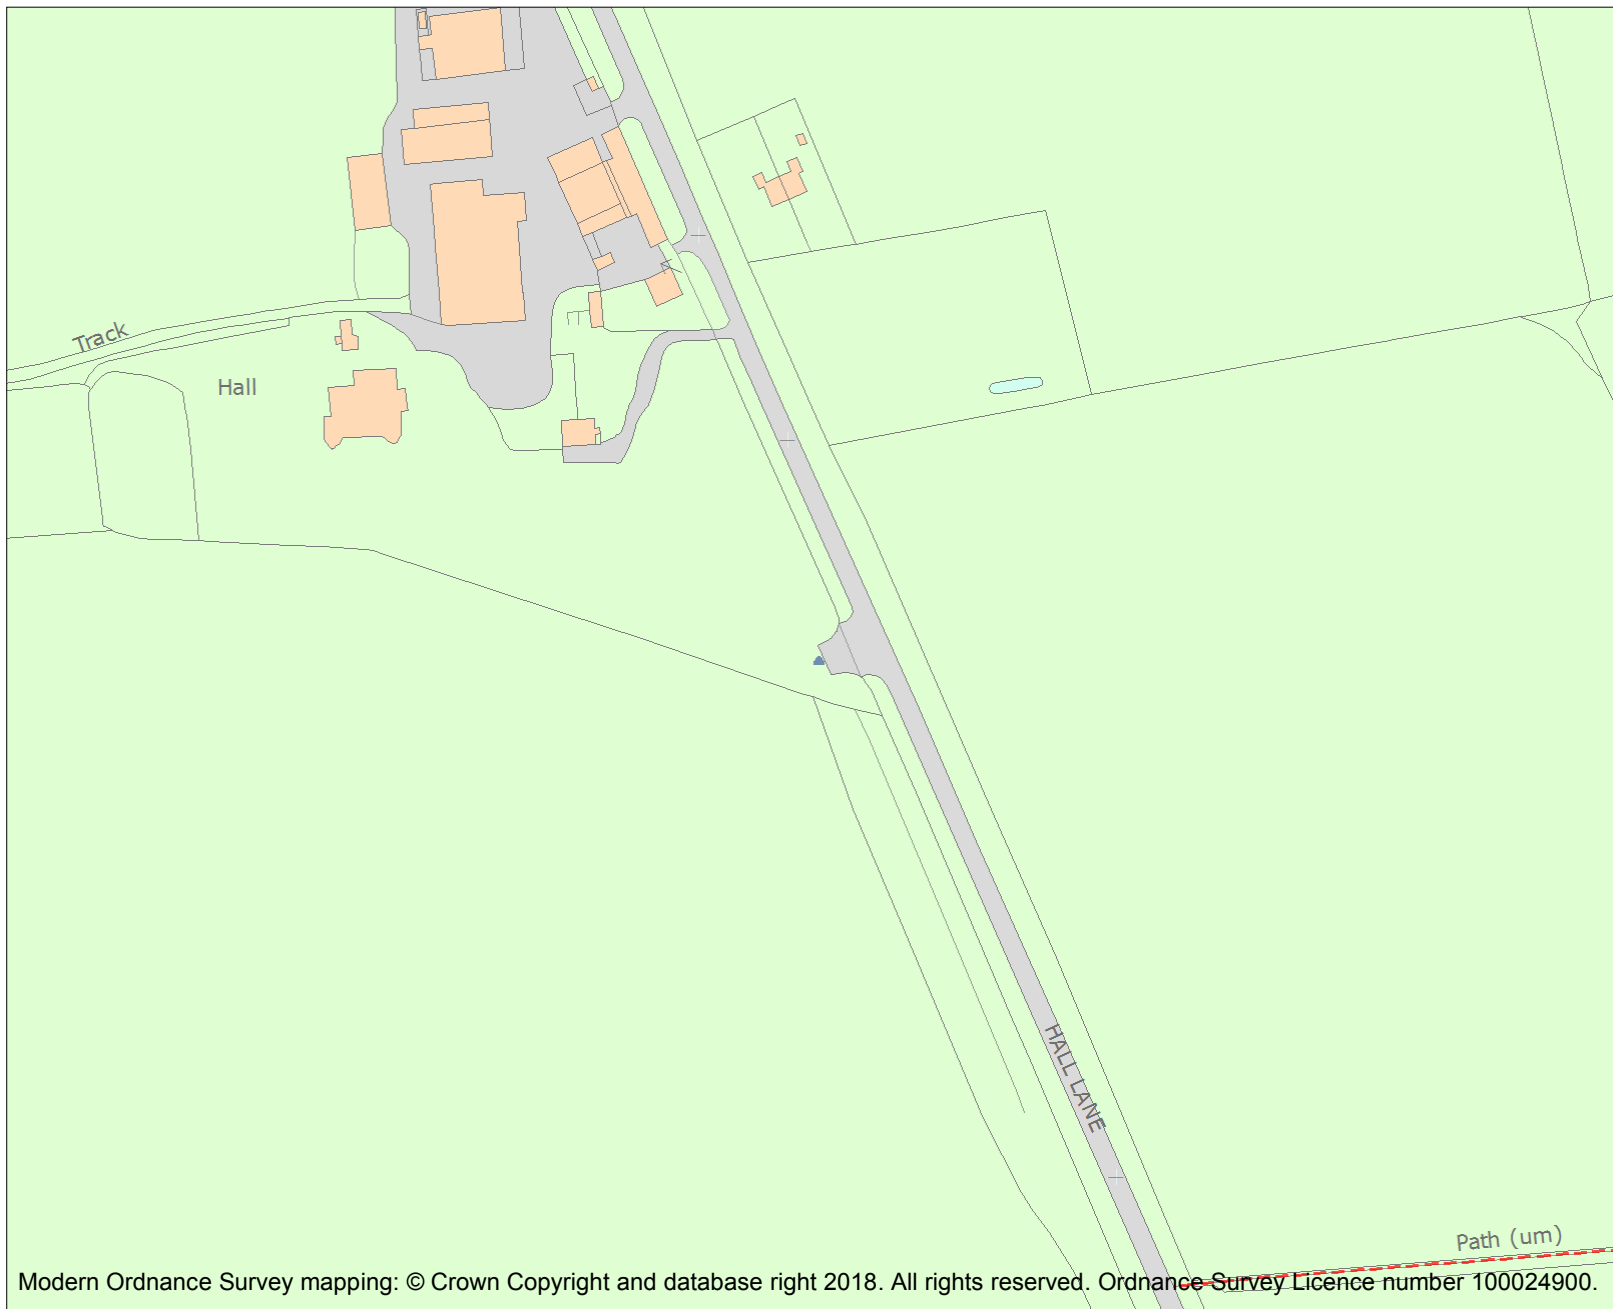 Track
Hall
HALL LANE
Path (um)
Modern Ordnance Survey mapping: © Crown Copyright and database right 2018. All rights reserved. Ordnance Survey Licence number 100024900.